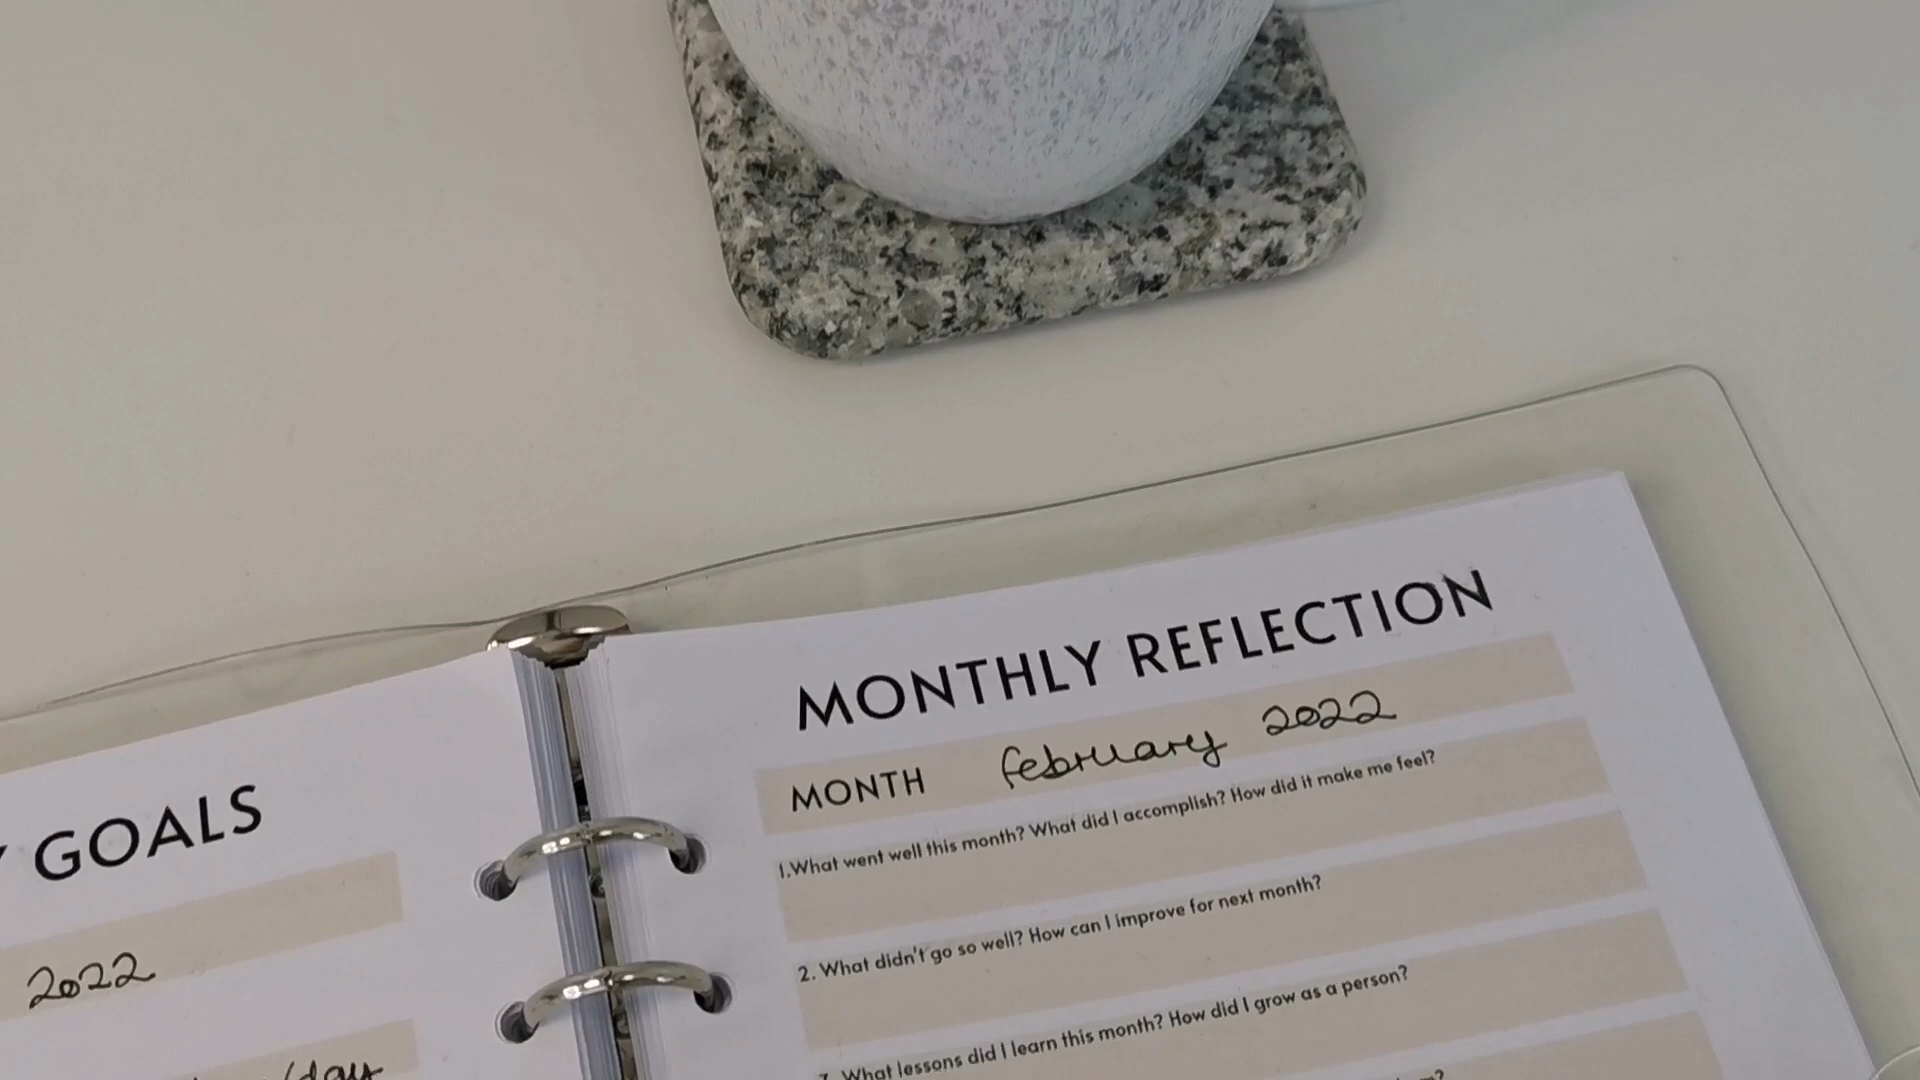 GOALS
2022
/day
MONTHLY REFLECTION
MONTH february 2022
1.What went well this month? What did I accomplish? How did it make me feel?
2. What didn't go so well? How can I improve for next month?
What lessons did I learn this month? How did I grow as a person?